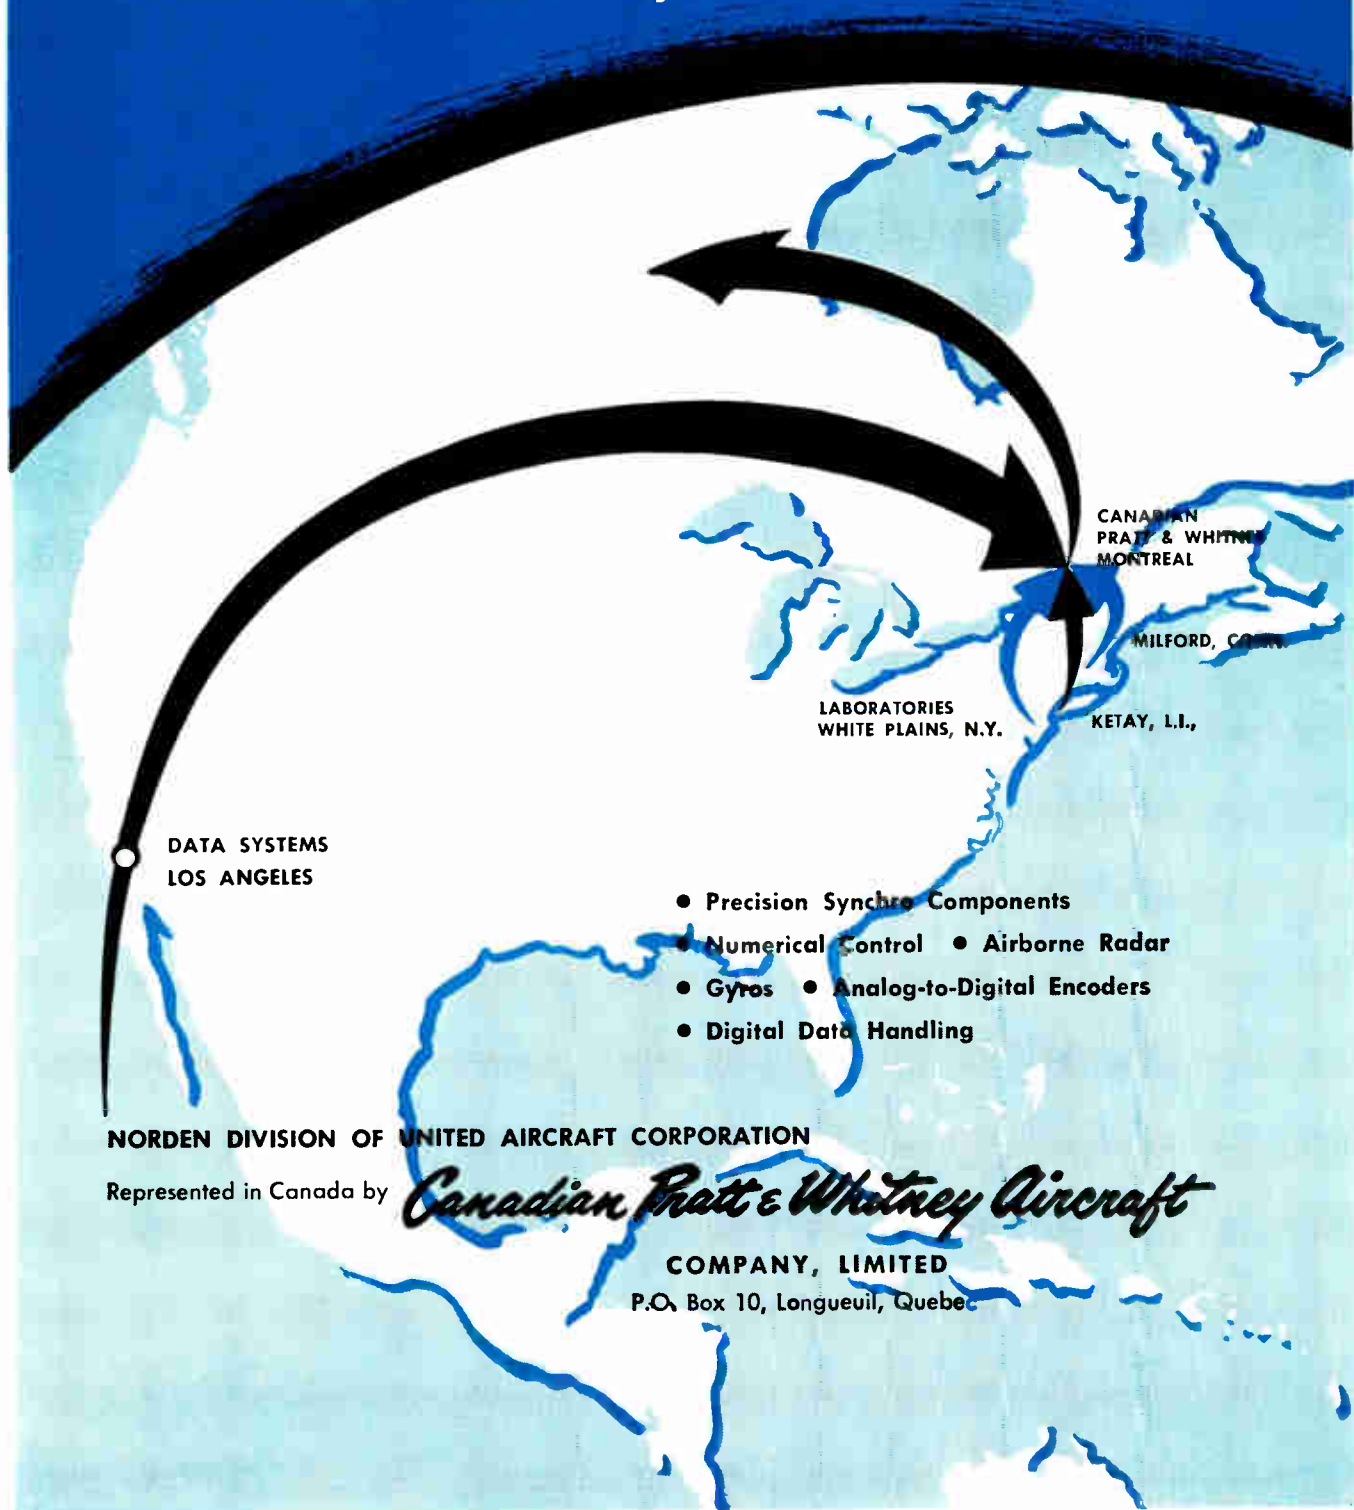 CANADIAN
PRATT & WHITNEY
MONTREAL
MILFORD, CONN.
LABORATORIES
WHITE PLAINS, N.Y.
KETAY, L.I.,
DATA SYSTEMS
LOS ANGELES
• Precision Synchro Components
• Numerical Control • Airborne Radar
• Gyros • Analog-to-Digital Encoders
• Digital Data Handling
NORDEN DIVISION OF UNITED AIRCRAFT CORPORATION
Represented in Canada by Canadian Pratt & Whitney Aircraft
COMPANY, LIMITED
P.O. Box 10, Longueuil, Quebec